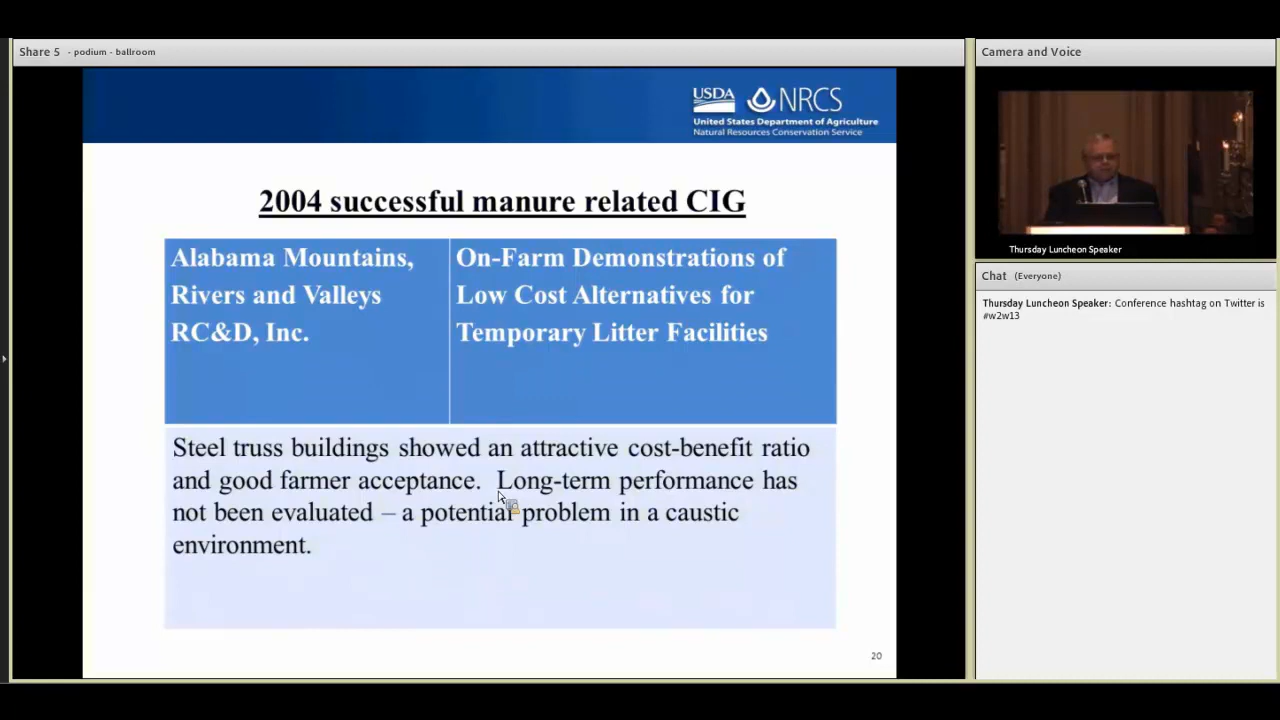 Share 5 - podium - ballroom
USDA NRCS
United States Department of Agriculture
Natural Resources Conservation Service
2004 successful manure related CIG
Alabama Mountains,
Rivers and Valleys
RC&D, Inc.
On-Farm Demonstrations of
Low Cost Alternatives for
Temporary Litter Facilities
Steel truss buildings showed an attractive cost-benefit ratio
and good farmer acceptance. Long-term performance has
not been evaluated – a potential problem in a caustic
environment.
20
Camera and Voice
Thursday Luncheon Speaker
Chat (Everyone)
Thursday Luncheon Speaker: Conference hashtag on Twitter is
#w2w13